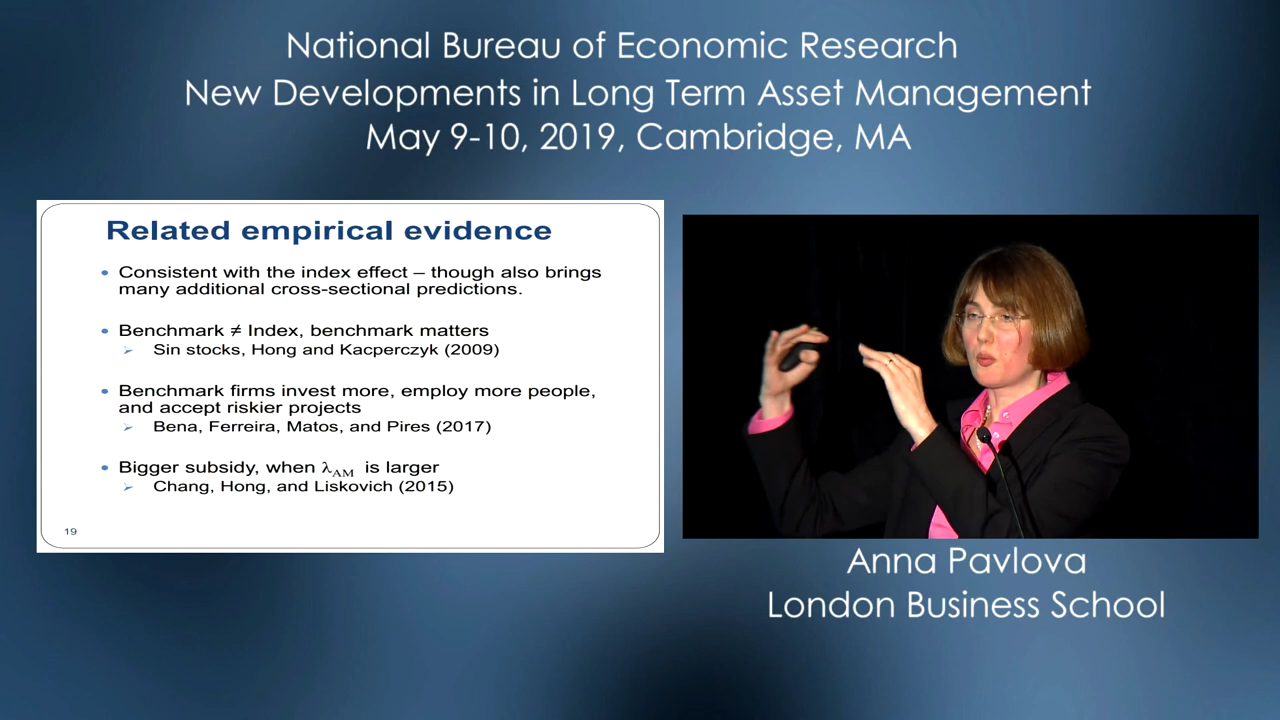 National Bureau of Economic Research
New Developments in Long Term Asset Management
May 9-10, 2019, Cambridge, MA
Related empirical evidence
• Consistent with the index effect – though also brings
many additional cross-sectional predictions.
• Benchmark ≠ Index, benchmark matters
➢ Sin stocks, Hong and Kacperczyk (2009)
• Benchmark firms invest more, employ more people,
and accept riskier projects
➢ Bena, Ferreira, Matos, and Pires (2017)
• Bigger subsidy, when λAM is larger
➢ Chang, Hong, and Liskovich (2015)
19
Anna Pavlova
London Business School